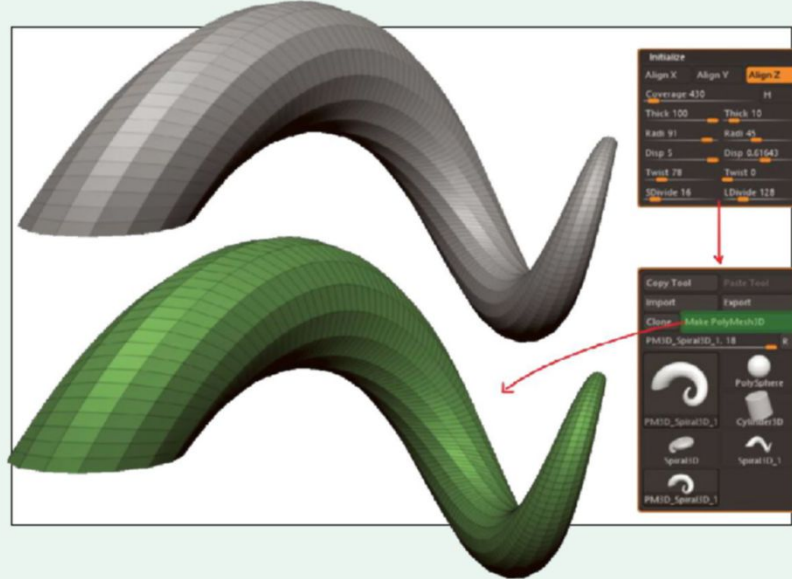 Initialize
Align X Align Y Align Z
Coverage 430 H
Thick 100 Thick 10
Radi 91 Radi 45
Disp 5 Disp 0.61643
Twist 78 Twist 0
SDivide 16 LDivide 128
Copy Tool Paste Tool
Import Export
Clone Make PolyMesh3D
PM3D_Spiral3D_1. 18 R
PM3D_Spiral3D_1 PolySphere
Cylinder3D
Spiral3D Spiral3D_1
PM3D_Spiral3D_1